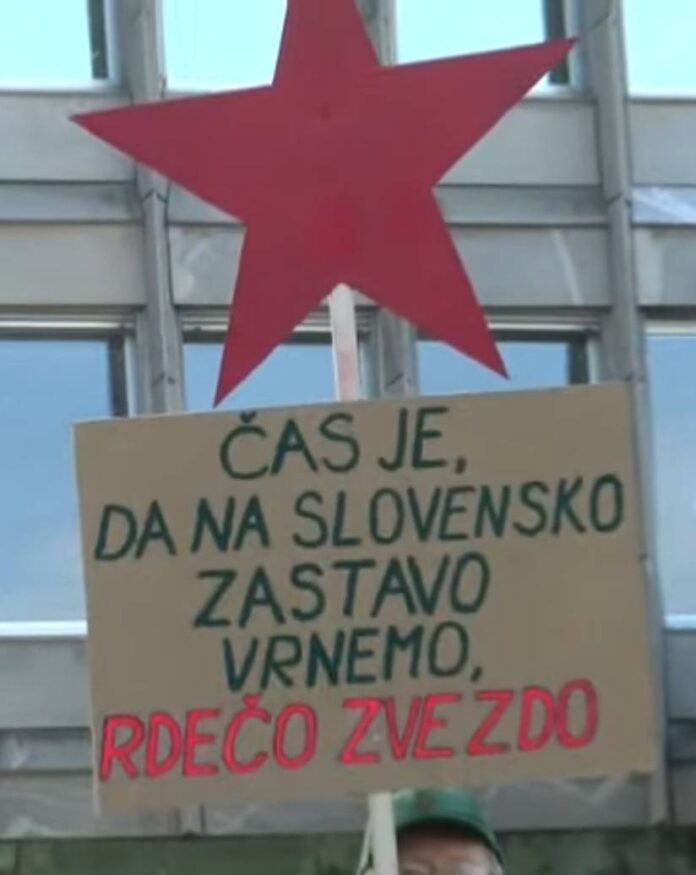 ČAS JE,
DA NA SLOVENSKO
ZASTAVO
VRNEMO,
RDEČO ZVEZDO